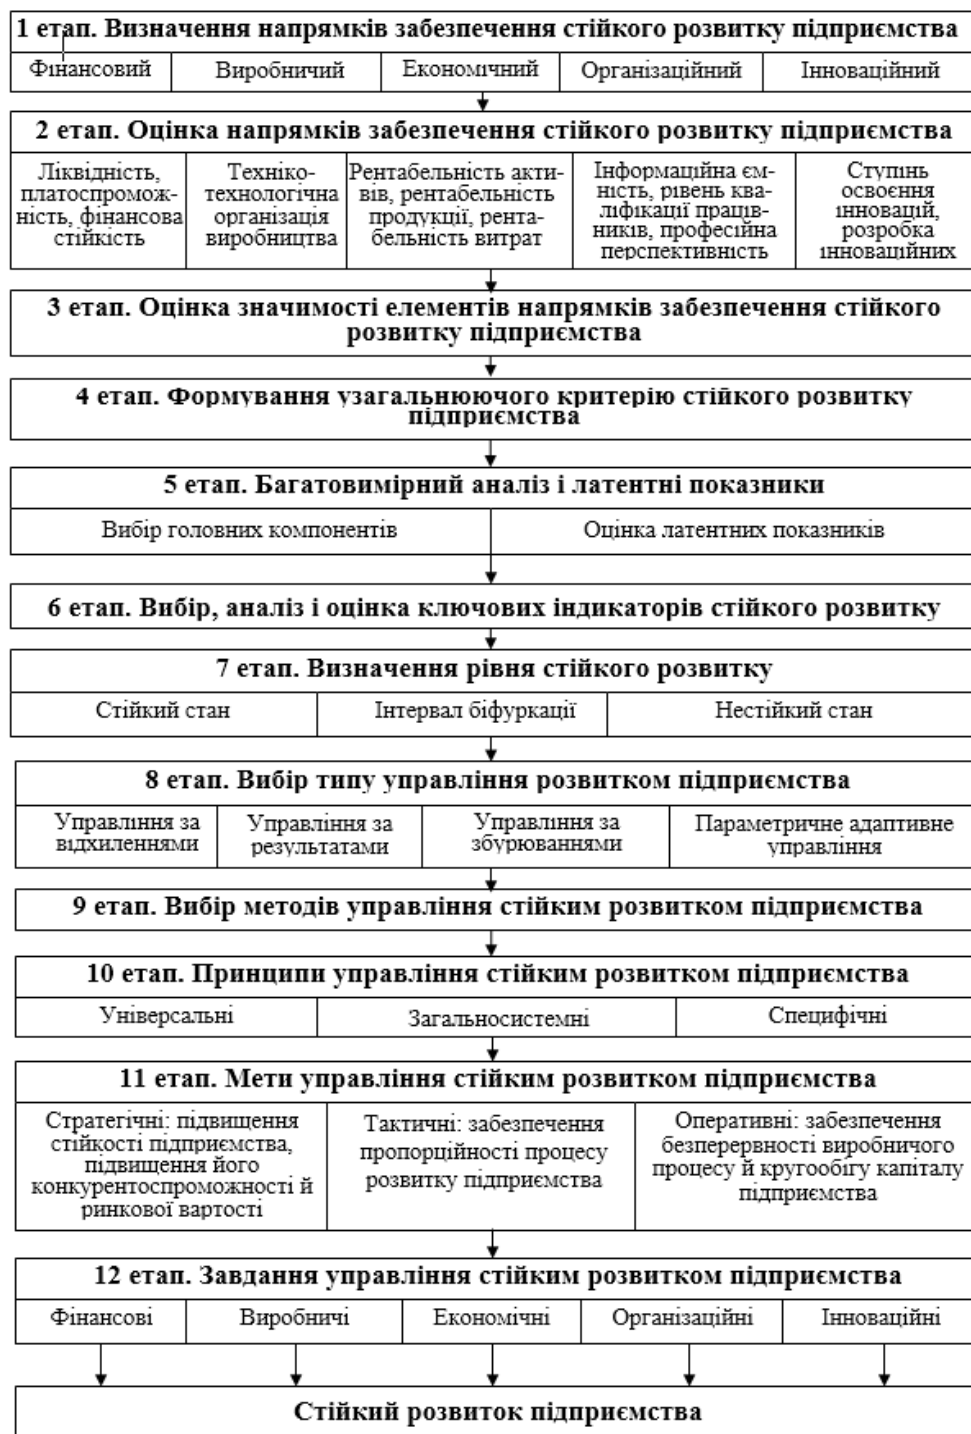 1 етап. Визначення напрямків забезпечення стійкого розвитку підприємства
Фінансовий
Виробничий
Економічний
Організаційний
Інноваційний
2 етап. Оцінка напрямків забезпечення стійкого розвитку підприємства
Ліквідність,
платоспромож-
ність, фінансова
стійкість
Техніко-
технологічна
організація
виробництва
Рентабельність акти-
вів, рентабельність
продукції, рента-
бельність витрат
Інформаційна єм-
ність, рівень ква-
ліфікації праців-
ників, професійна
перспективність
Ступінь
освоєння
інновацій,
розробка
інноваційних
3 етап. Оцінка значимості елементів напрямків забезпечення стійкого
розвитку підприємства
4 етап. Формування узагальнюючого критерію стійкого розвитку
підприємства
5 етап. Багатовимірний аналіз і латентні показники
Вибір головних компонентів
Оцінка латентних показників
6 етап. Вибір, аналіз і оцінка ключових індикаторів стійкого розвитку
7 етап. Визначення рівня стійкого розвитку
Стійкий стан
Інтервал біфуркації
Нестійкий стан
8 етап. Вибір типу управління розвитком підприємства
Управління за
відхиленнями
Управління за
результатами
Управління за
збурюваннями
Параметричне адаптивне
управління
9 етап. Вибір методів управління стійким розвитком підприємства
10 етап. Принципи управління стійким розвитком підприємства
Універсальні
Загальносистемні
Специфічні
11 етап. Мети управління стійким розвитком підприємства
Стратегічні: підвищення
стійкості підприємства,
підвищення його
конкурентоспроможності й
ринкової вартості
Тактичні: забезпечення
пропорційності процесу
розвитку підприємства
Оперативні: забезпечення
безперервності виробничого
процесу й кругообігу капіталу
підприємства
12 етап. Завдання управління стійким розвитком підприємства
Фінансові
Виробничі
Економічні
Організаційні
Інноваційні
Стійкий розвиток підприємства